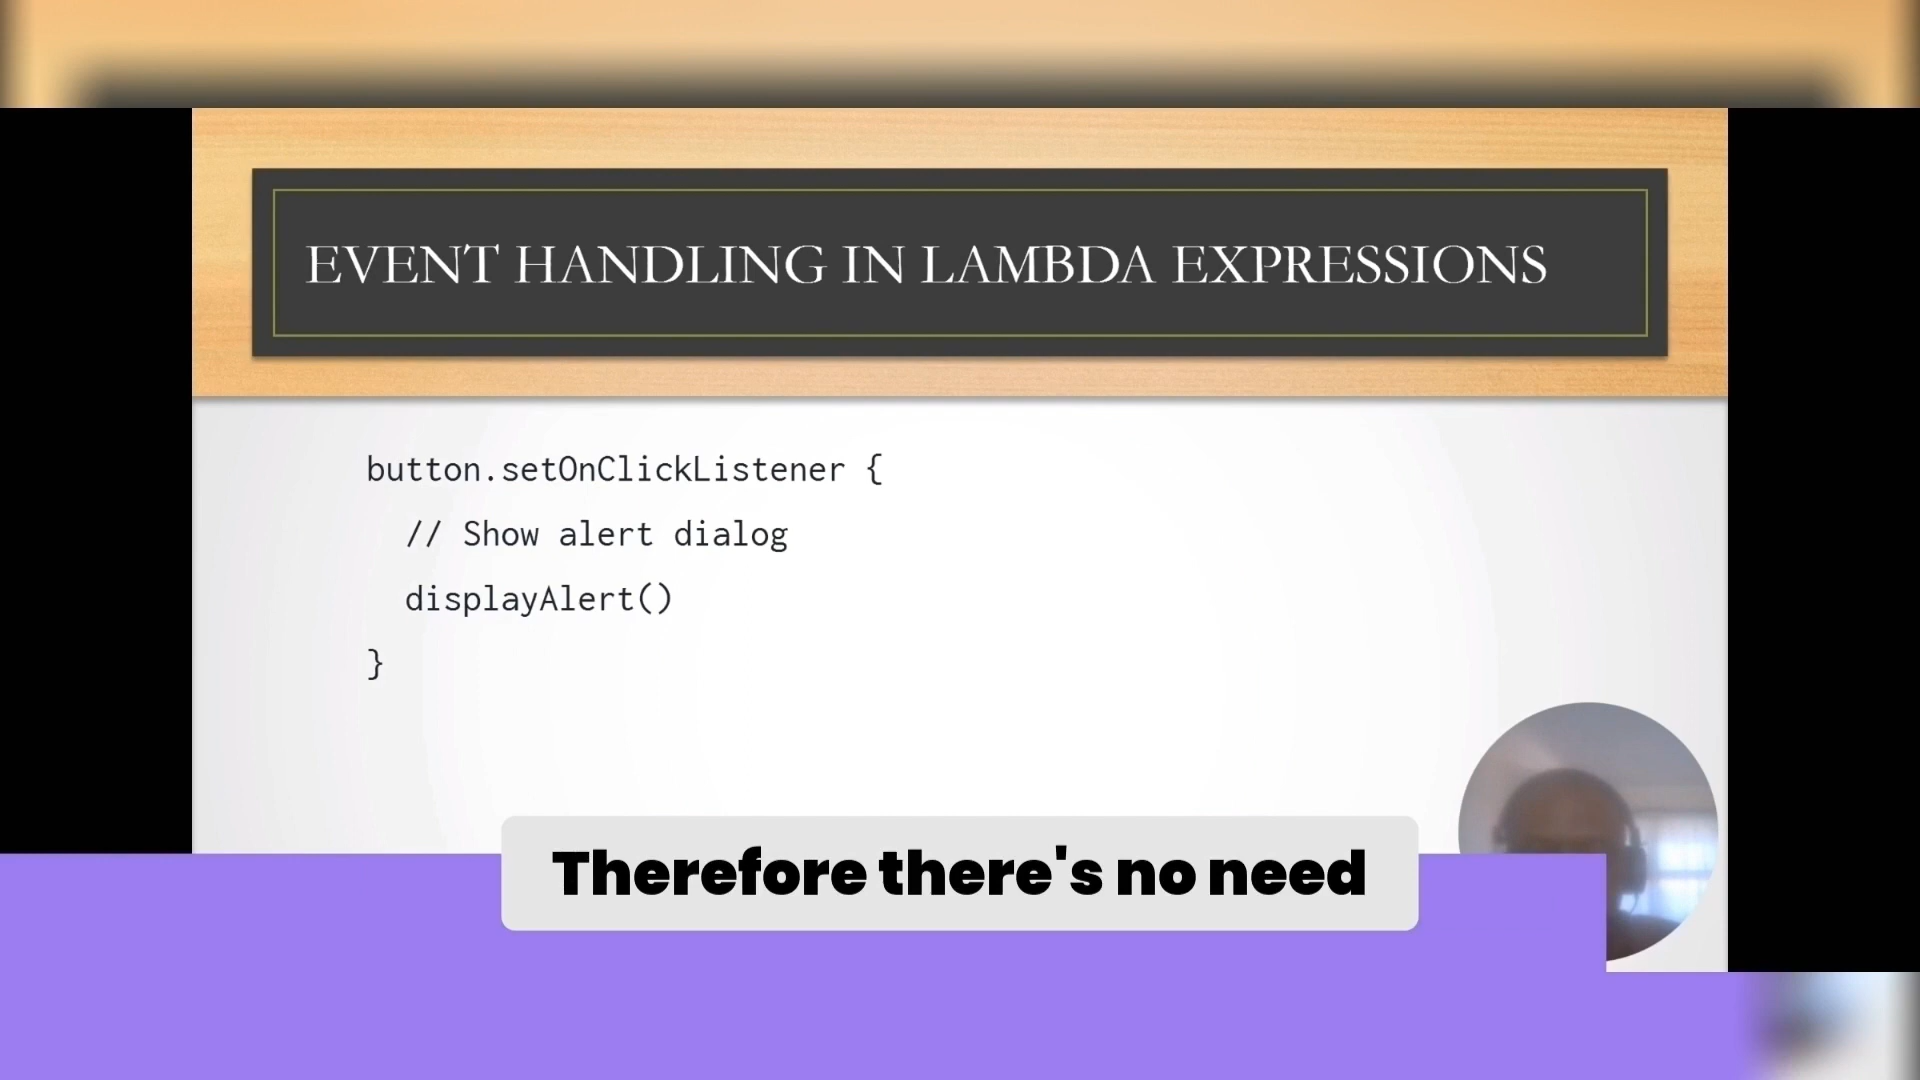 EVENT HANDLING IN LAMBDA EXPRESSIONS
button.setOnClickListener {
// Show alert dialog
displayAlert()
}
Therefore there's no need